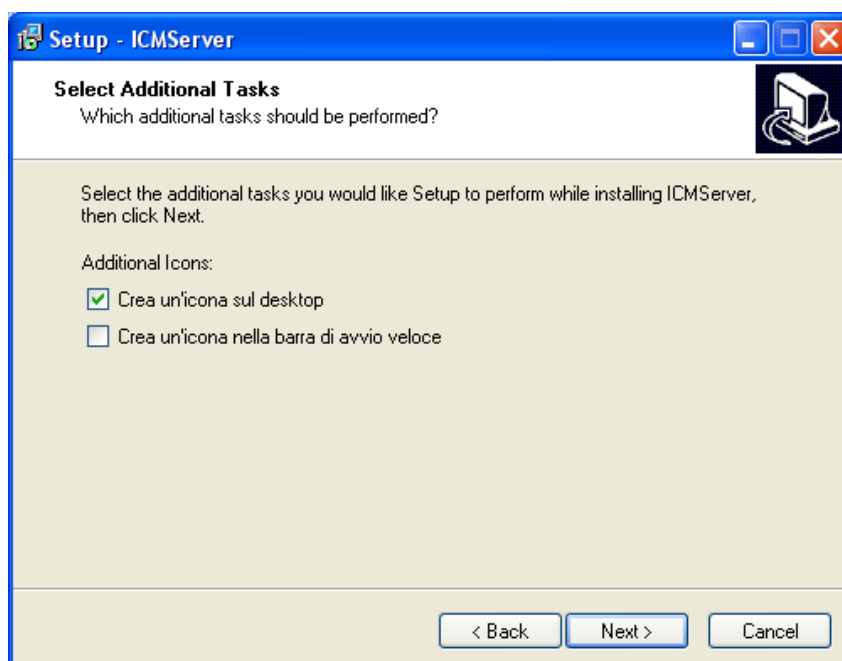 Setup - ICMServer
Select Additional Tasks
Which additional tasks should be performed?
Select the additional tasks you would like Setup to perform while installing ICMServer,
then click Next.
Additional Icons:
Crea un'icona sul desktop
Crea un'icona nella barra di avvio veloce
< Back
Next >
Cancel